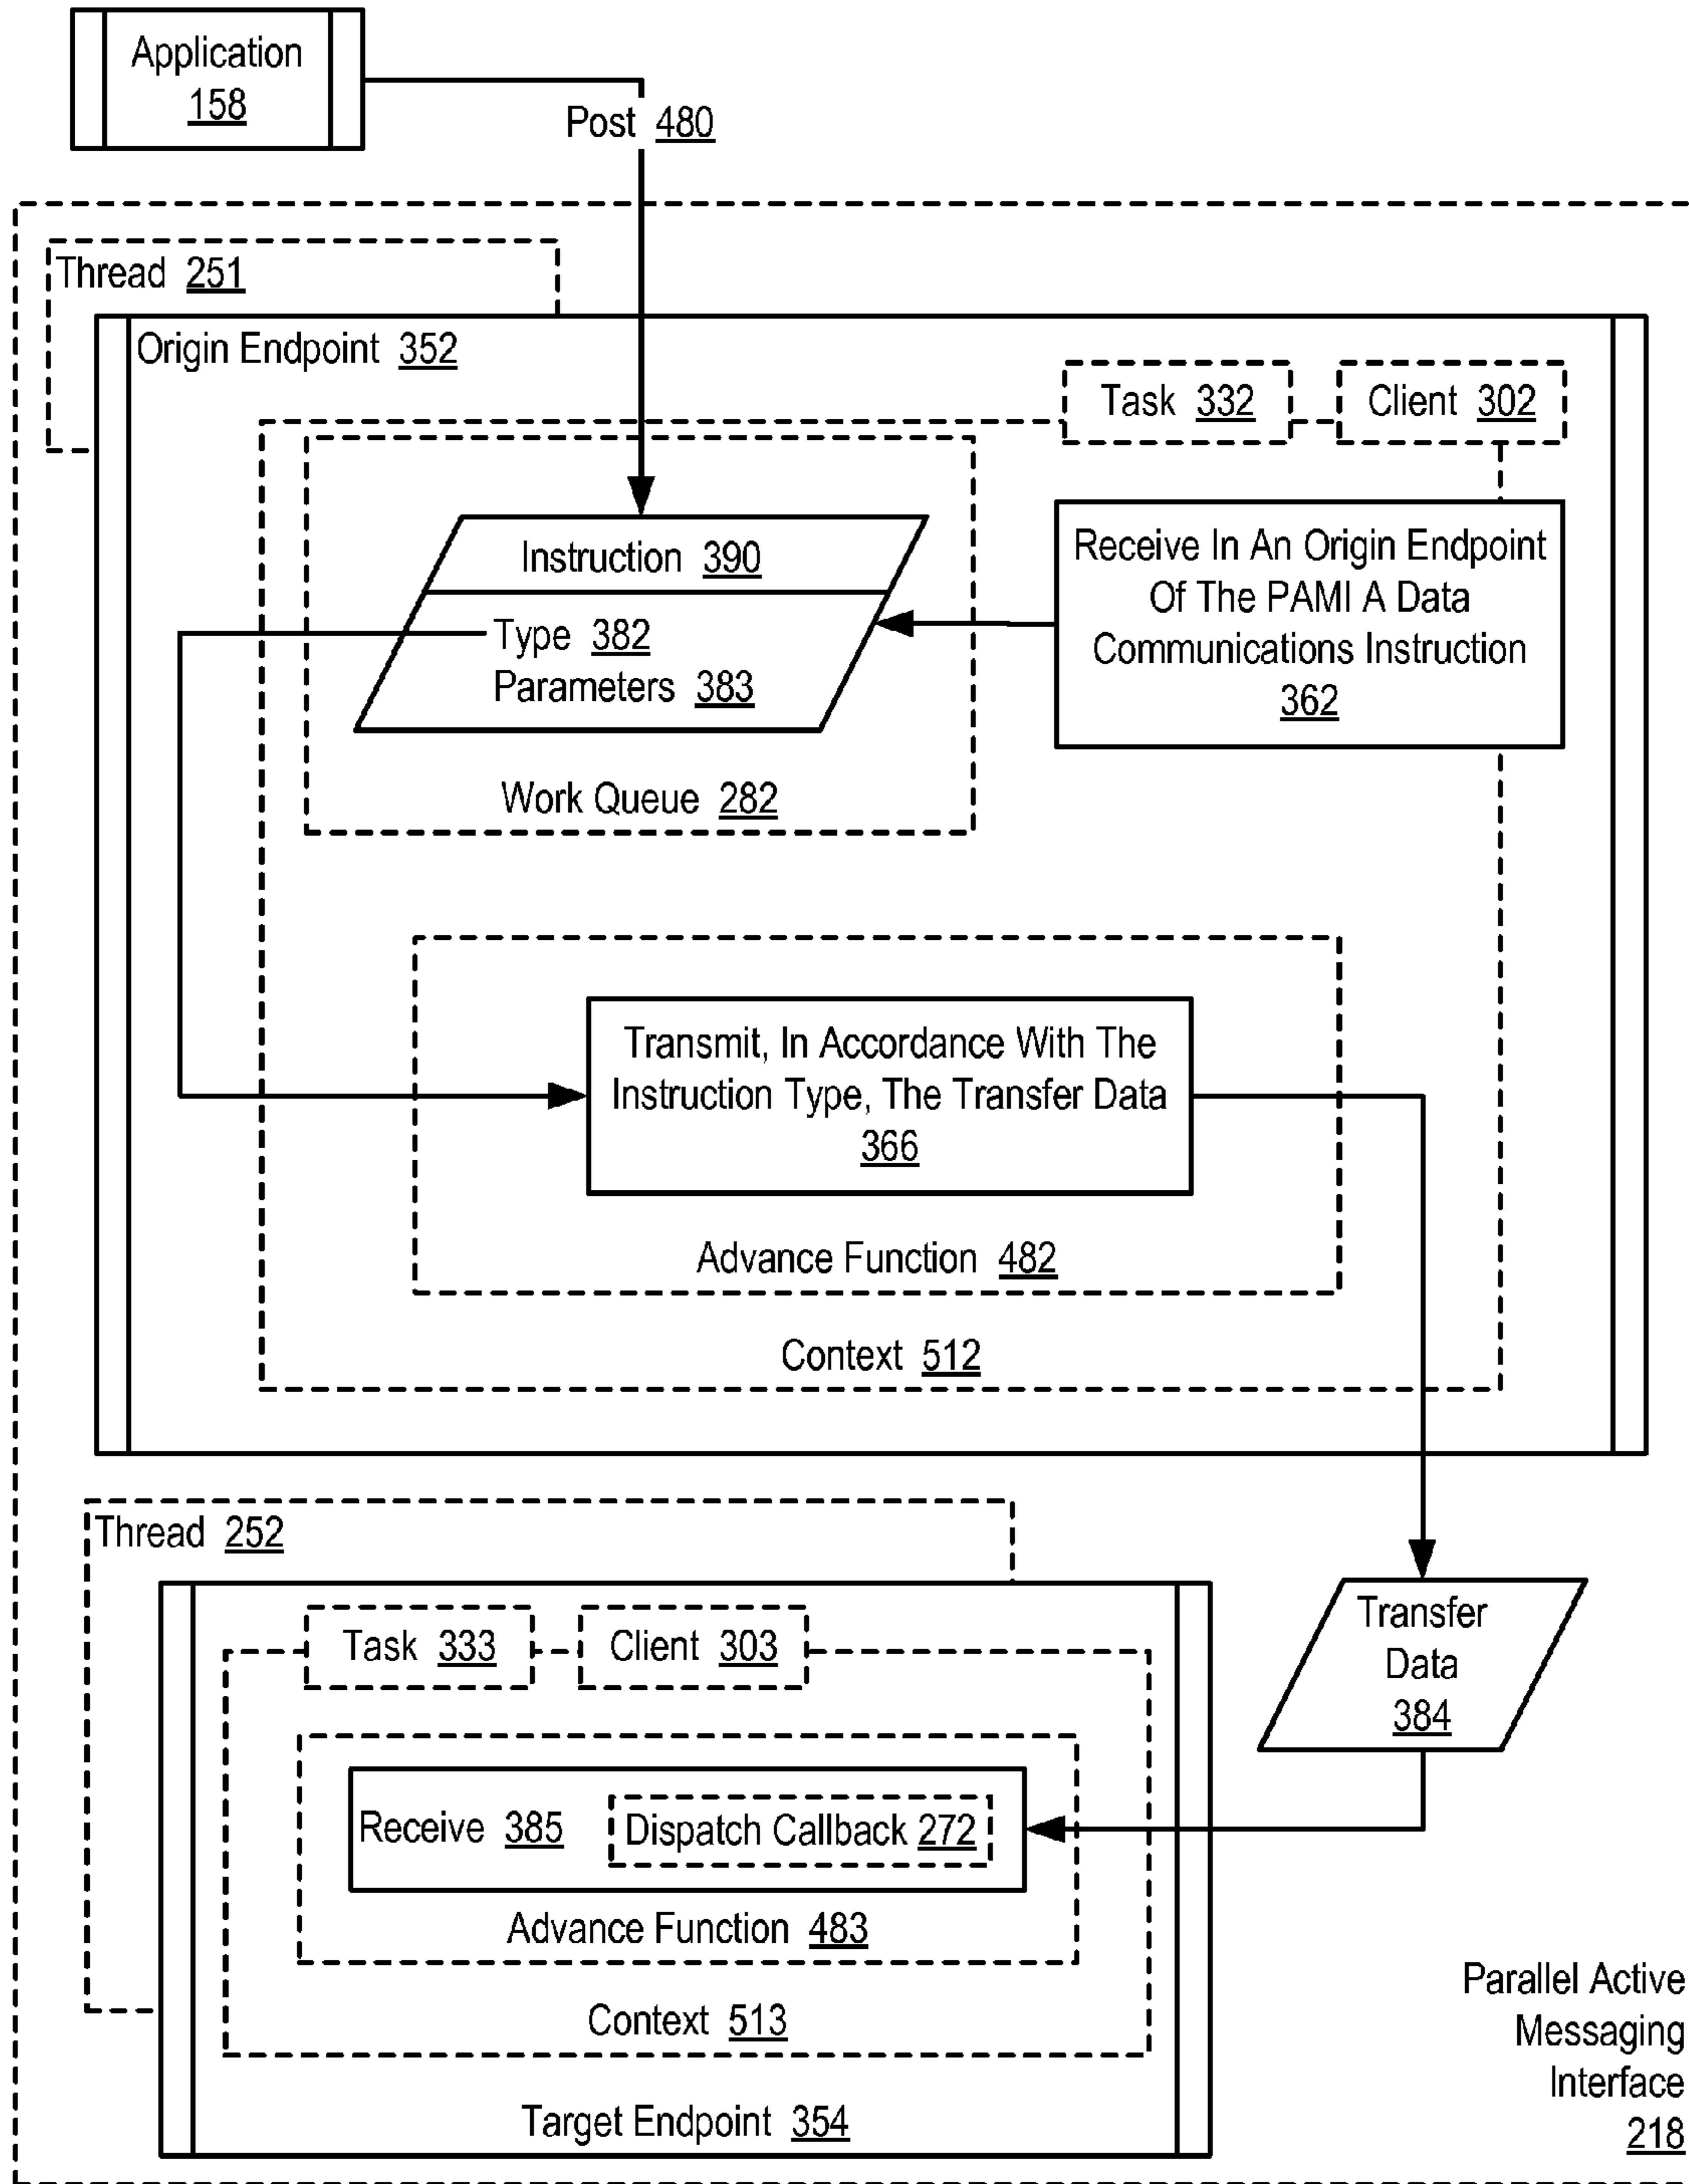 Application
158
Post 480
Thread 251
Origin Endpoint 352
Task 332
Client 302
Instruction 390
Type 382
Parameters 383
Work Queue 282
Receive In An Origin Endpoint
Of The PAMI A Data
Communications Instruction
362
Transmit, In Accordance With The
Instruction Type, The Transfer Data
366
Advance Function 482
Context 512
Thread 252
Task 333
Client 303
Transfer
Data
384
Receive 385
Dispatch Callback 272
Advance Function 483
Context 513
Target Endpoint 354
Parallel Active
Messaging
Interface
218